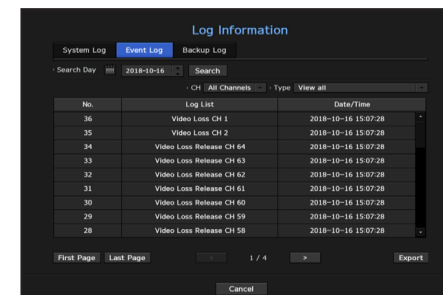 Log Information
System Log Event Log Backup Log
Search Day 2018-10-16 Search
CH All Channels Type View all
No. Log List Date/Time
36 Video Loss CH 1 2018-10-16 15:07:28
35 Video Loss CH 2 2018-10-16 15:07:28
34 Video Loss Release CH 64 2018-10-16 15:07:28
33 Video Loss Release CH 63 2018-10-16 15:07:28
32 Video Loss Release CH 62 2018-10-16 15:07:28
31 Video Loss Release CH 61 2018-10-16 15:07:28
30 Video Loss Release CH 60 2018-10-16 15:07:28
29 Video Loss Release CH 59 2018-10-16 15:07:28
28 Video Loss Release CH 58 2018-10-16 15:07:28
First Page Last Page < 1 / 4 > Export
Cancel